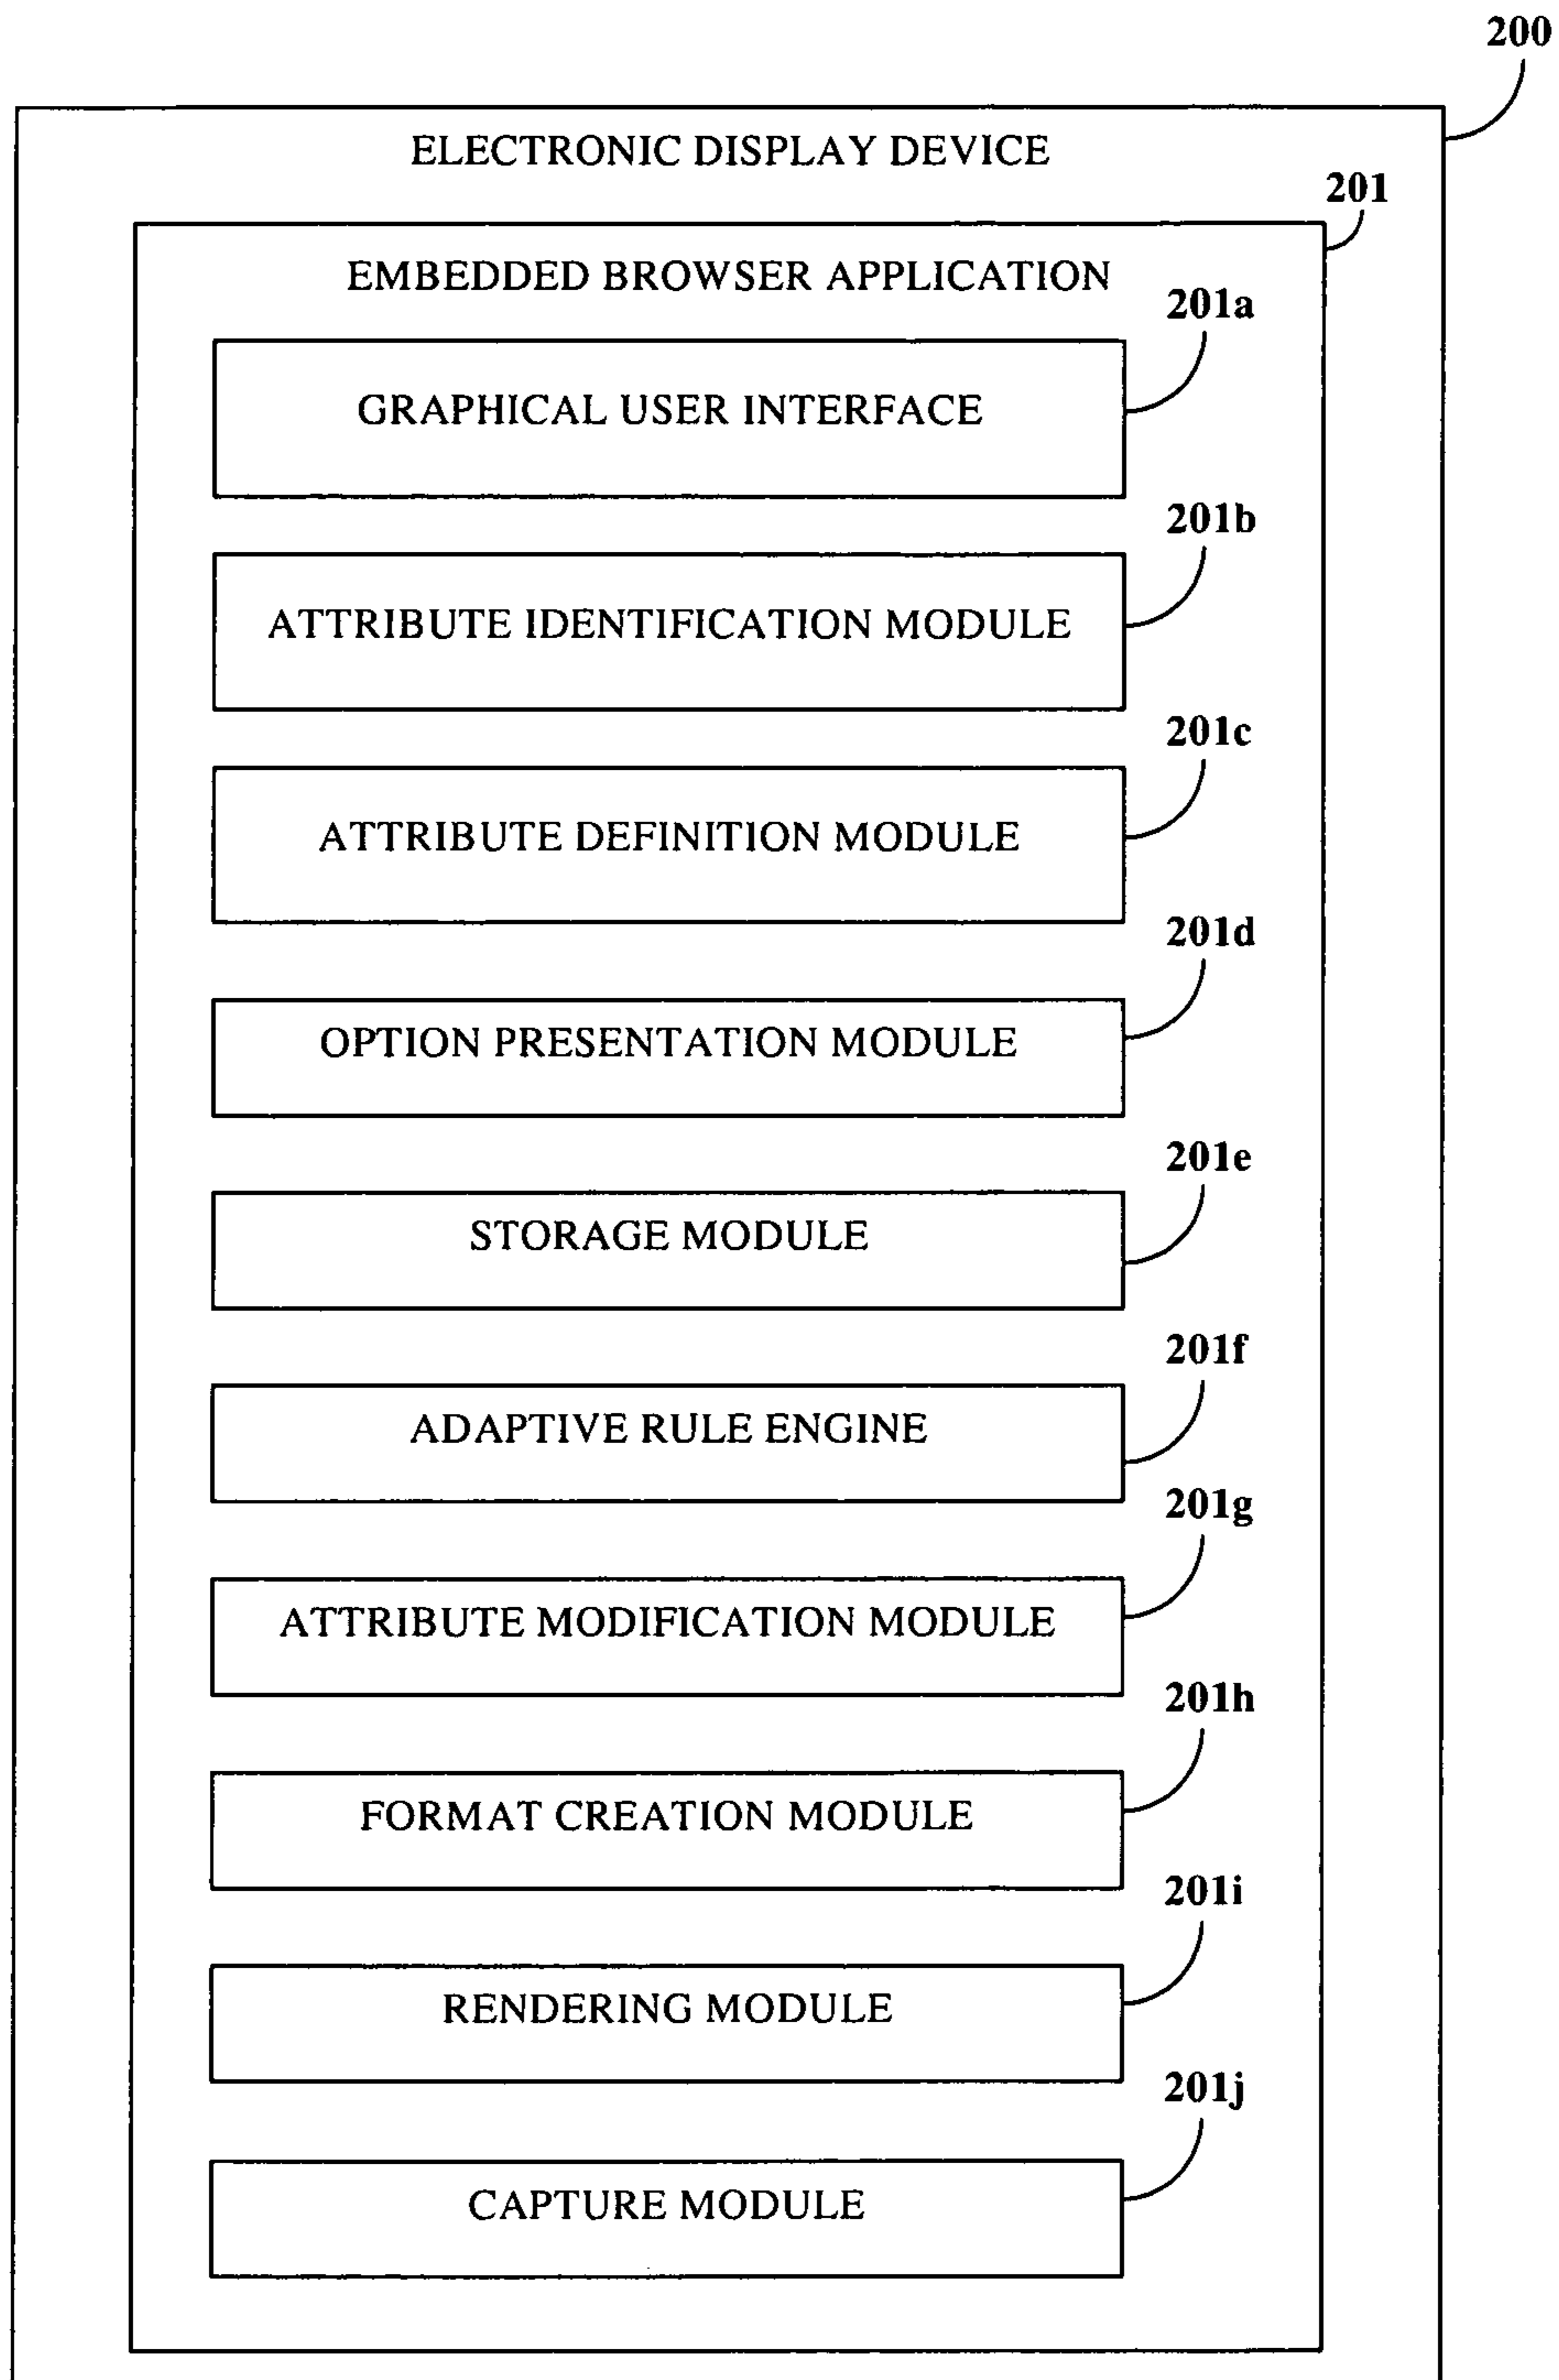 200
ELECTRONIC DISPLAY DEVICE
201
EMBEDDED BROWSER APPLICATION
201a
GRAPHICAL USER INTERFACE
201b
ATTRIBUTE IDENTIFICATION MODULE
201c
ATTRIBUTE DEFINITION MODULE
201d
OPTION PRESENTATION MODULE
201e
STORAGE MODULE
201f
ADAPTIVE RULE ENGINE
201g
ATTRIBUTE MODIFICATION MODULE
201h
FORMAT CREATION MODULE
201i
RENDERING MODULE
201j
CAPTURE MODULE